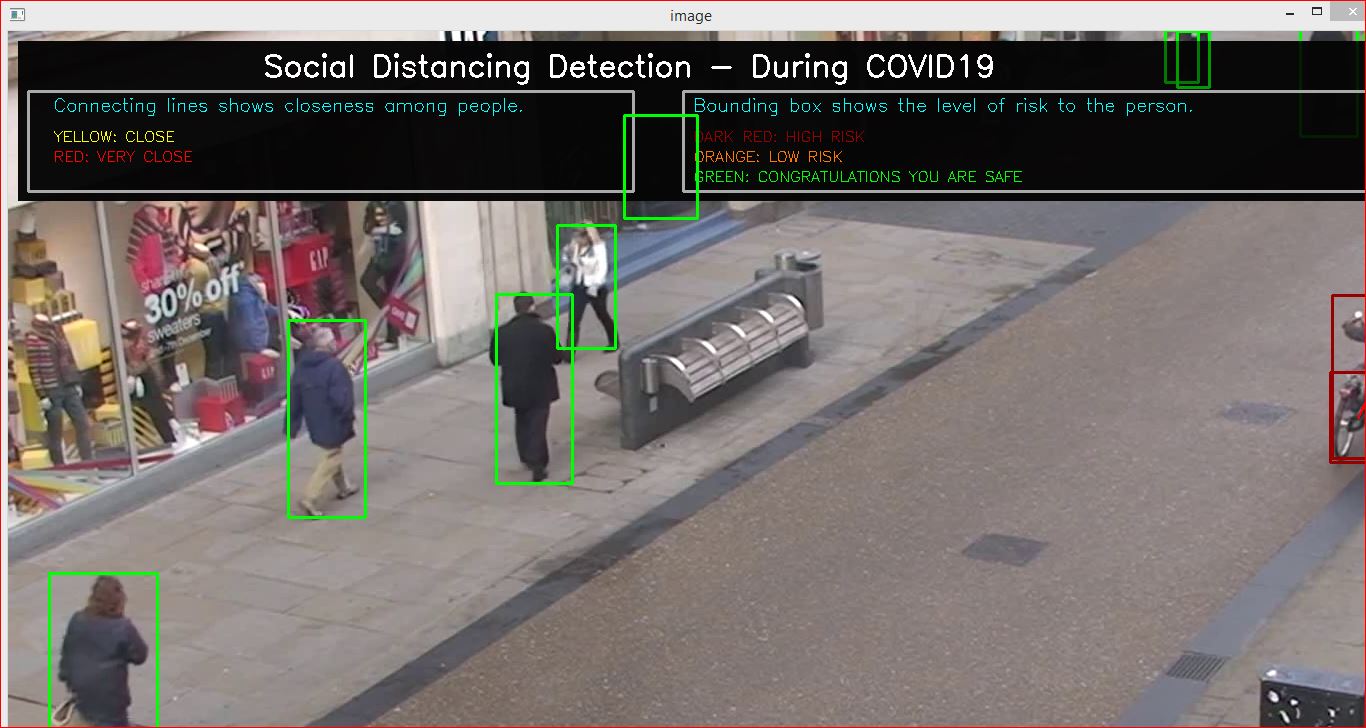 image
Social Distancing Detection - During COVID19
Connecting lines shows closeness among people.
YELLOW: CLOSE
RED: VERY CLOSE
Bounding box shows the level of risk to the person.
DARK RED: HIGH RISK
ORANGE: LOW RISK
GREEN: CONGRATULATIONS YOU ARE SAFE
30% off
sweaters
GAP
GAP